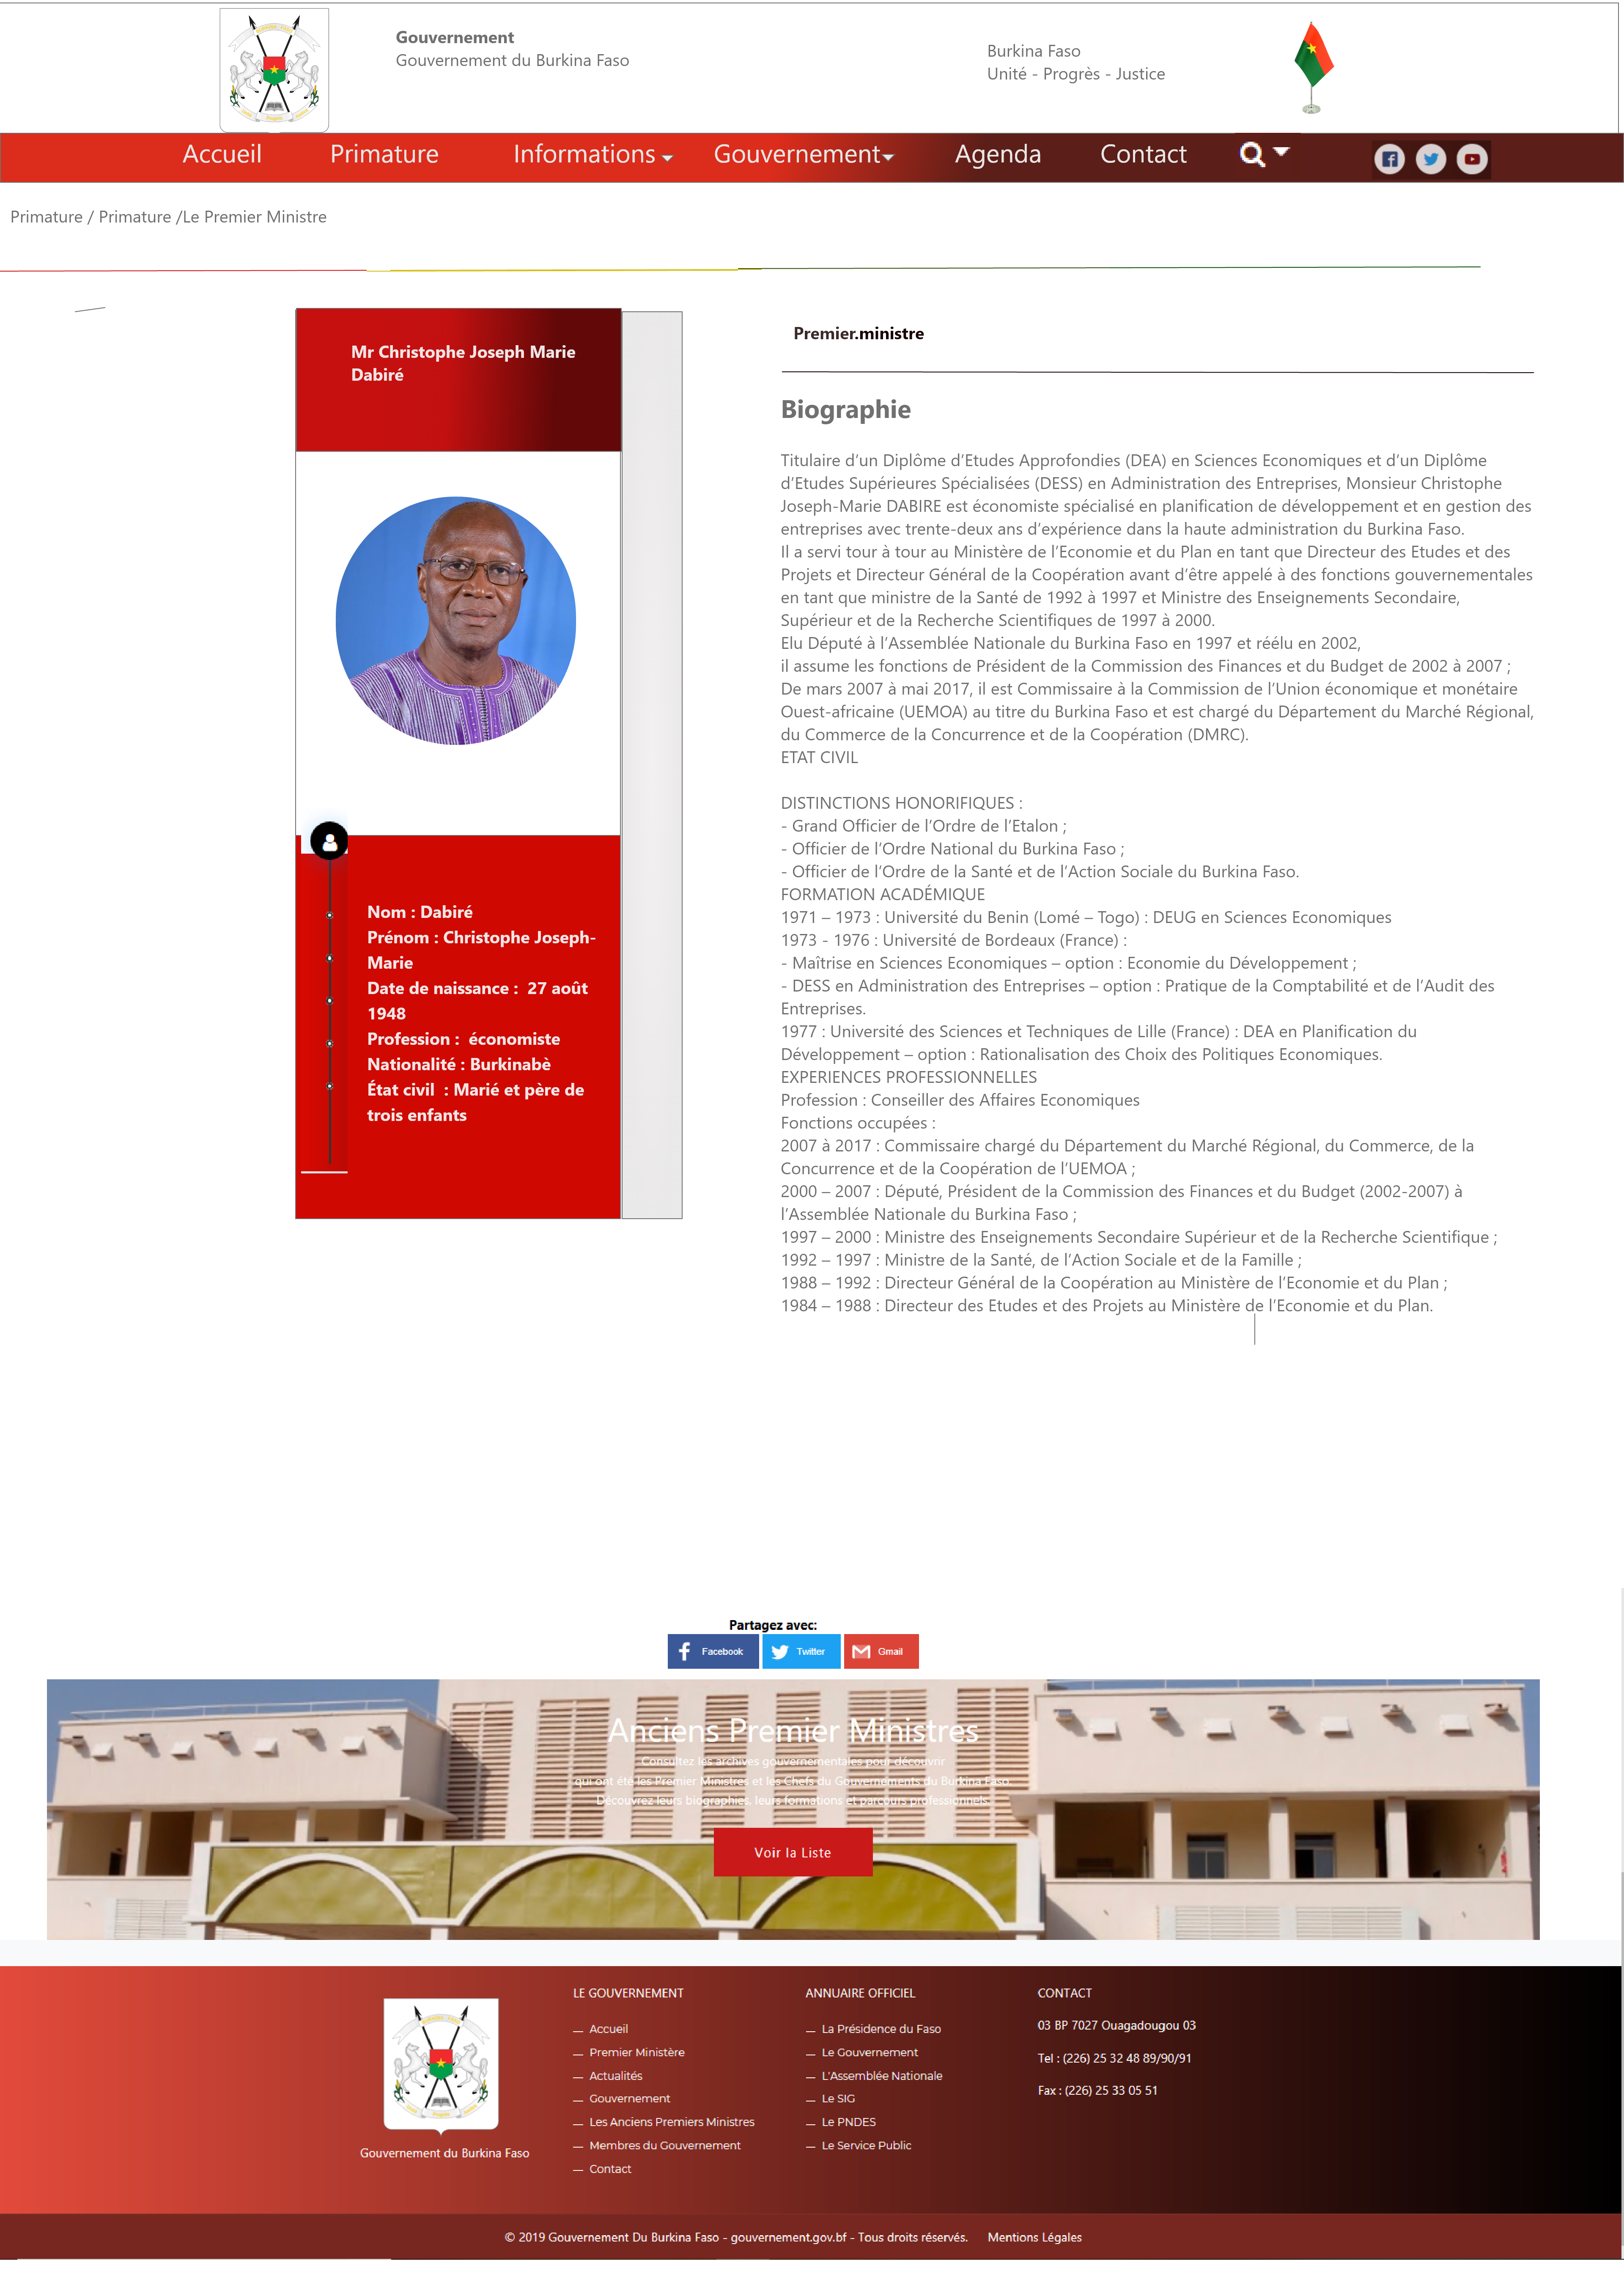 Gouvernement
Gouvernement du Burkina Faso
Burkina Faso
Unité - Progrès - Justice
Accueil
Primature
Informations
Gouvernement
Agenda
Contact
Primature / Primature /Le Premier Ministre
Mr Christophe Joseph Marie
Dabiré
Nom : Dabiré
Prénom : Christophe Joseph-
Marie
Date de naissance :  27 août
1948
Profession :  économiste
Nationalité : Burkinabè
État civil  : Marié et père de
trois enfants
Premier.ministre
Biographie
Titulaire d’un Diplôme d’Etudes Approfondies (DEA) en Sciences Economiques et d’un Diplôme
d’Etudes Supérieures Spécialisées (DESS) en Administration des Entreprises, Monsieur Christophe
Joseph-Marie DABIRE est économiste spécialisé en planification de développement et en gestion des
entreprises avec trente-deux ans d’expérience dans la haute administration du Burkina Faso.
Il a servi tour à tour au Ministère de l’Economie et du Plan en tant que Directeur des Etudes et des
Projets et Directeur Général de la Coopération avant d’être appelé à des fonctions gouvernementales
en tant que ministre de la Santé de 1992 à 1997 et Ministre des Enseignements Secondaire,
Supérieur et de la Recherche Scientifiques de 1997 à 2000.
Elu Député à l’Assemblée Nationale du Burkina Faso en 1997 et réélu en 2002,
il assume les fonctions de Président de la Commission des Finances et du Budget de 2002 à 2007 ;
De mars 2007 à mai 2017, il est Commissaire à la Commission de l’Union économique et monétaire
Ouest-africaine (UEMOA) au titre du Burkina Faso et est chargé du Département du Marché Régional,
du Commerce de la Concurrence et de la Coopération (DMRC).
ETAT CIVIL
DISTINCTIONS HONORIFIQUES :
- Grand Officier de l’Ordre de l’Etalon ;
- Officier de l’Ordre National du Burkina Faso ;
- Officier de l’Ordre de la Santé et de l’Action Sociale du Burkina Faso.
FORMATION ACADÉMIQUE
1971 – 1973 : Université du Benin (Lomé – Togo) : DEUG en Sciences Economiques
1973 - 1976 : Université de Bordeaux (France) :
- Maîtrise en Sciences Economiques – option : Economie du Développement ;
- DESS en Administration des Entreprises – option : Pratique de la Comptabilité et de l’Audit des
Entreprises.
1977 : Université des Sciences et Techniques de Lille (France) : DEA en Planification du
Développement – option : Rationalisation des Choix des Politiques Economiques.
EXPERIENCES PROFESSIONNELLES
Profession : Conseiller des Affaires Economiques
Fonctions occupées :
2007 à 2017 : Commissaire chargé du Département du Marché Régional, du Commerce, de la
Concurrence et de la Coopération de l’UEMOA ;
2000 – 2007 : Député, Président de la Commission des Finances et du Budget (2002-2007) à
l’Assemblée Nationale du Burkina Faso ;
1997 – 2000 : Ministre des Enseignements Secondaire Supérieur et de la Recherche Scientifique ;
1992 – 1997 : Ministre de la Santé, de l’Action Sociale et de la Famille ;
1988 – 1992 : Directeur Général de la Coopération au Ministère de l’Economie et du Plan ;
1984 – 1988 : Directeur des Etudes et des Projets au Ministère de l’Economie et du Plan.
Partagez avec:
Facebook
Twitter
Gmail
Anciens Premier Ministres
Consultez les archives gouvernementales pour découvrir
qui ont été les Premier Ministres et les Chefs du Gouvernements du Burkina Faso.
Découvrez leurs biographies, leurs formations et parcours professionnels.
Voir la Liste
Gouvernement du Burkina Faso
LE GOUVERNEMENT
— Accueil
— Premier Ministère
— Actualités
— Gouvernement
— Les Anciens Premiers Ministres
— Membres du Gouvernement
— Contact
ANNUAIRE OFFICIEL
— La Présidence du Faso
— Le Gouvernement
— L'Assemblée Nationale
— Le SIG
— Le PNDES
— Le Service Public
CONTACT
03 BP 7027 Ouagadougou 03
Tel : (226) 25 32 48 89/90/91
Fax : (226) 25 33 05 51
© 2019 Gouvernement Du Burkina Faso - gouvernement.gov.bf - Tous droits réservés.
Mentions Légales